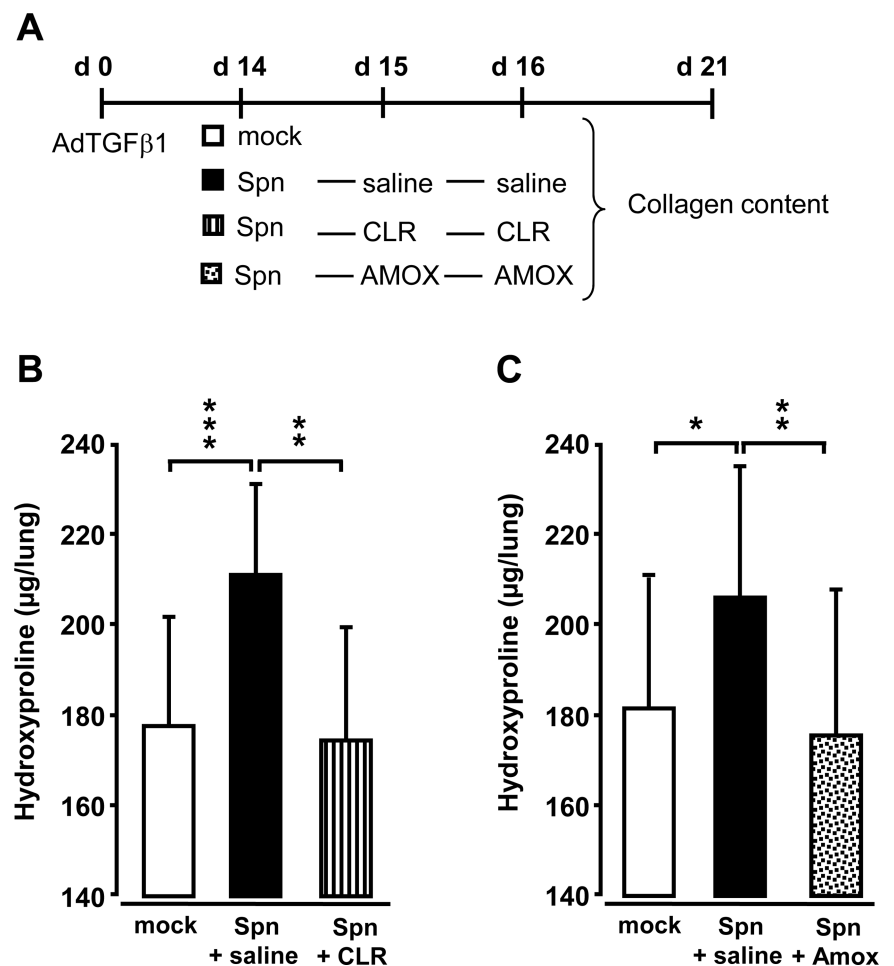 A
d 0 d 14 d 15 d 16 d 21
AdTGFβ1
mock
Spn saline saline
Spn CLR CLR
Spn AMOX AMOX
Collagen content
B
Hydroxyproline (µg/lung)
*** **
240
220
200
180
160
140
mock Spn Spn
+ saline + CLR
C
Hydroxyproline (µg/lung)
* **
240
220
200
180
160
140
mock Spn Spn
+ saline + Amox